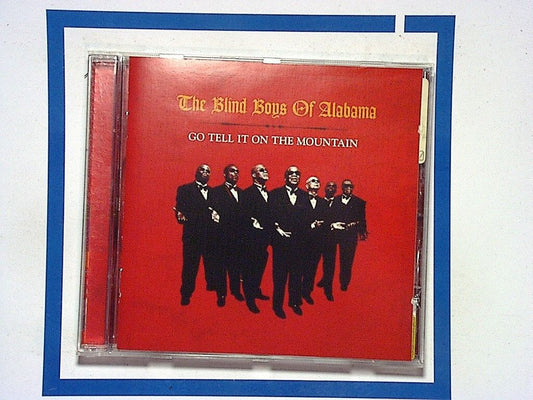 The Blind Boys Of Alabama
GO TELL IT ON THE MOUNTAIN